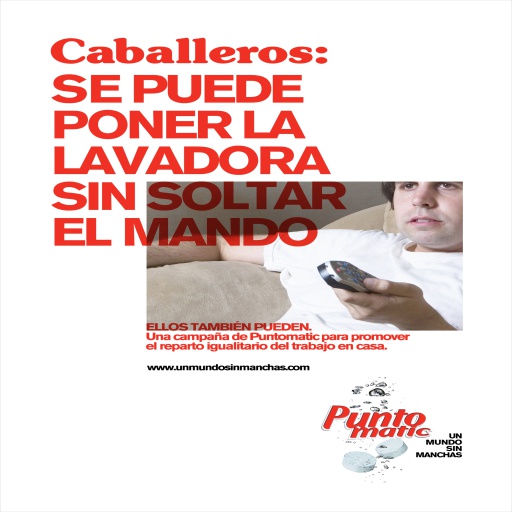 Caballeros:
SE PUEDE
PONER LA
LAVADORA
SIN SOLTAR
EL MANDO
ELLOS TAMBIÉN PUEDEN.
Una campaña de Puntomatic para promover
el reparto igualitario del trabajo en casa.
www.unmundosinmanchas.com
Punto
matic
UN
MUNDO
SIN
MANCHAS